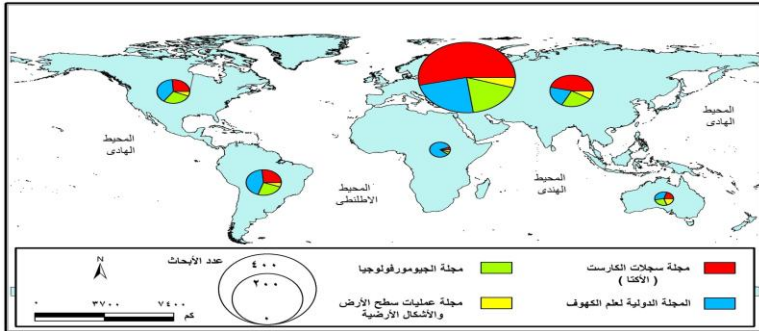 المحيط
الهادى
المحيط
الهادى
المحيط
الاطلنطى
المحيط
الهندى
مجلة سجلات الكارست
( الأكتا )
مجلة الجيومورفولوجيا
عدد الأبحاث
٤٠٠
٢٠٠
٠
N
المجلة الدولية لعلم الكهوف
مجلة عمليات سطح الأرض
والأشكال الأرضية
٠ ٣٧٠٠ ٧٤٠٠
كم